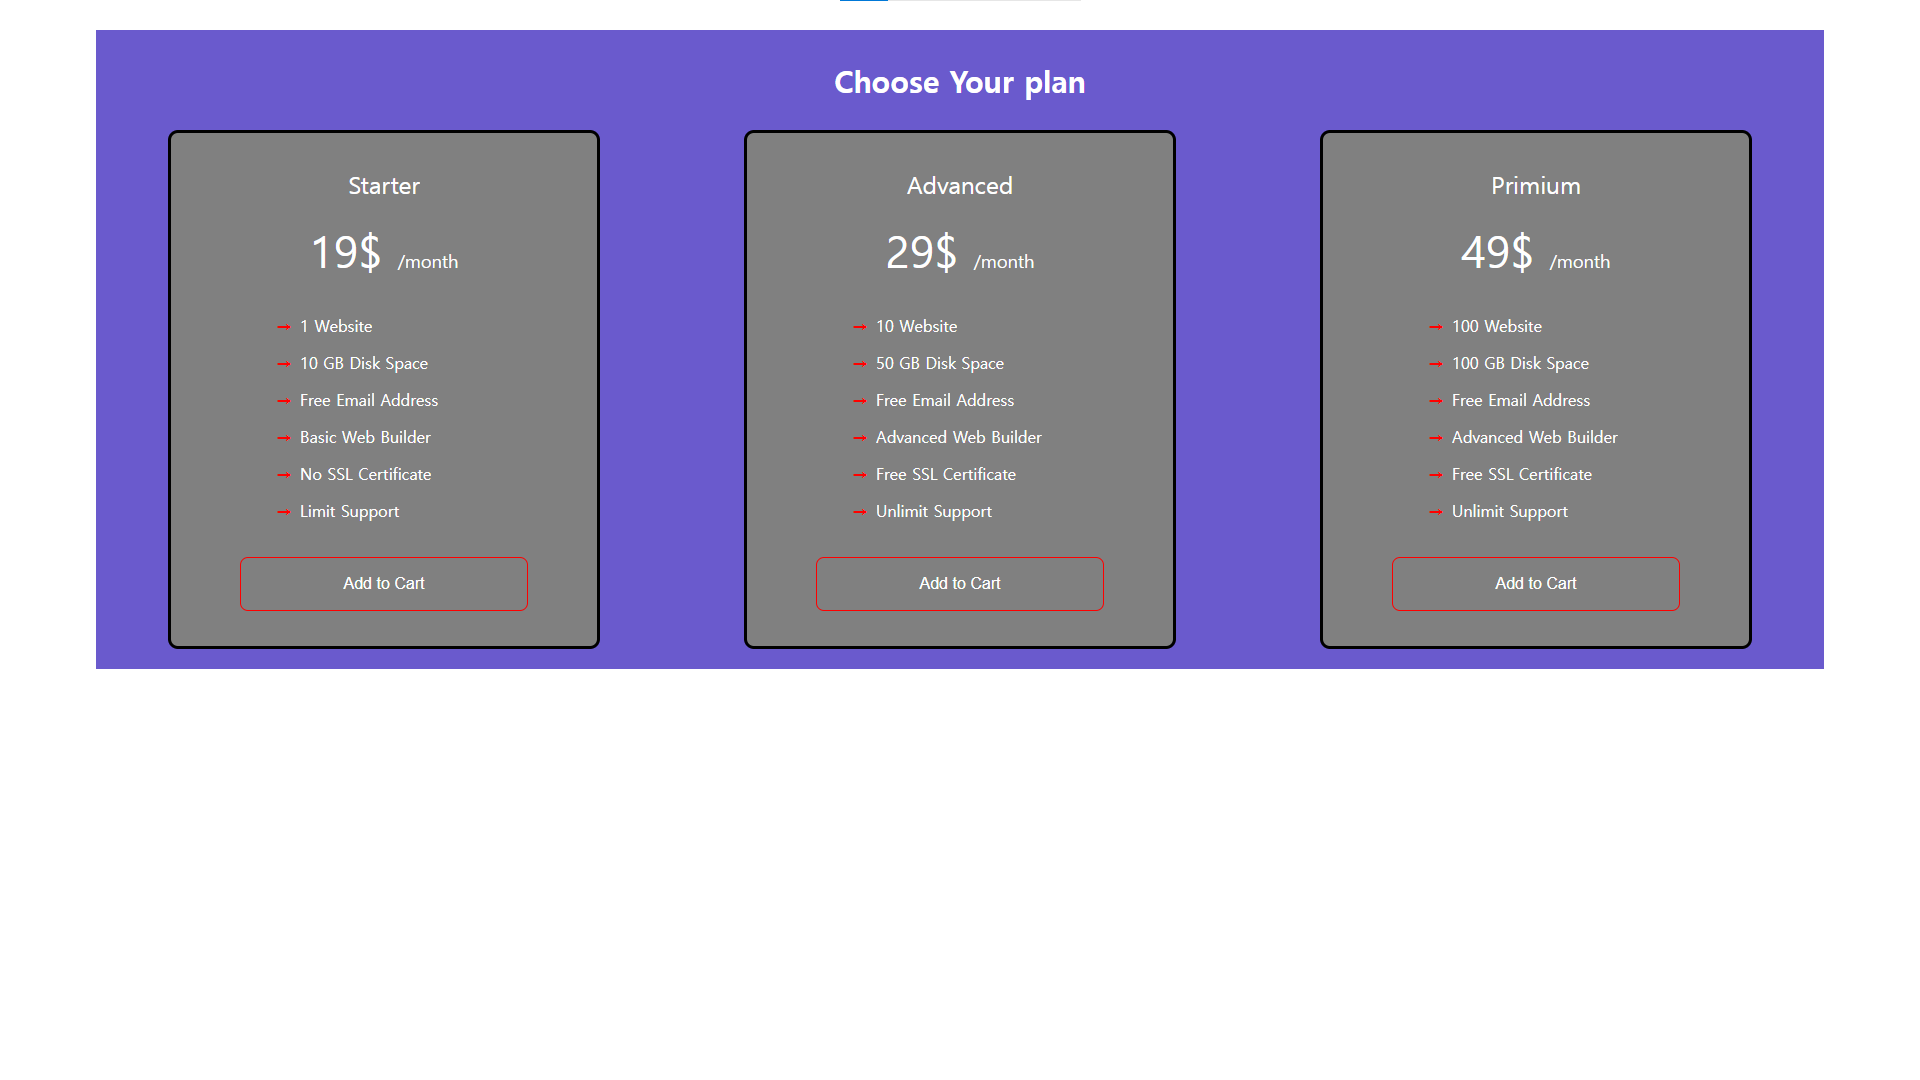 Choose Your plan
Starter
19$ /month
→ 1 Website
→ 10 GB Disk Space
→ Free Email Address
→ Basic Web Builder
→ No SSL Certificate
→ Limit Support
Add to Cart
Advanced
29$ /month
→ 10 Website
→ 50 GB Disk Space
→ Free Email Address
→ Advanced Web Builder
→ Free SSL Certificate
→ Unlimit Support
Add to Cart
Primium
49$ /month
→ 100 Website
→ 100 GB Disk Space
→ Free Email Address
→ Advanced Web Builder
→ Free SSL Certificate
→ Unlimit Support
Add to Cart